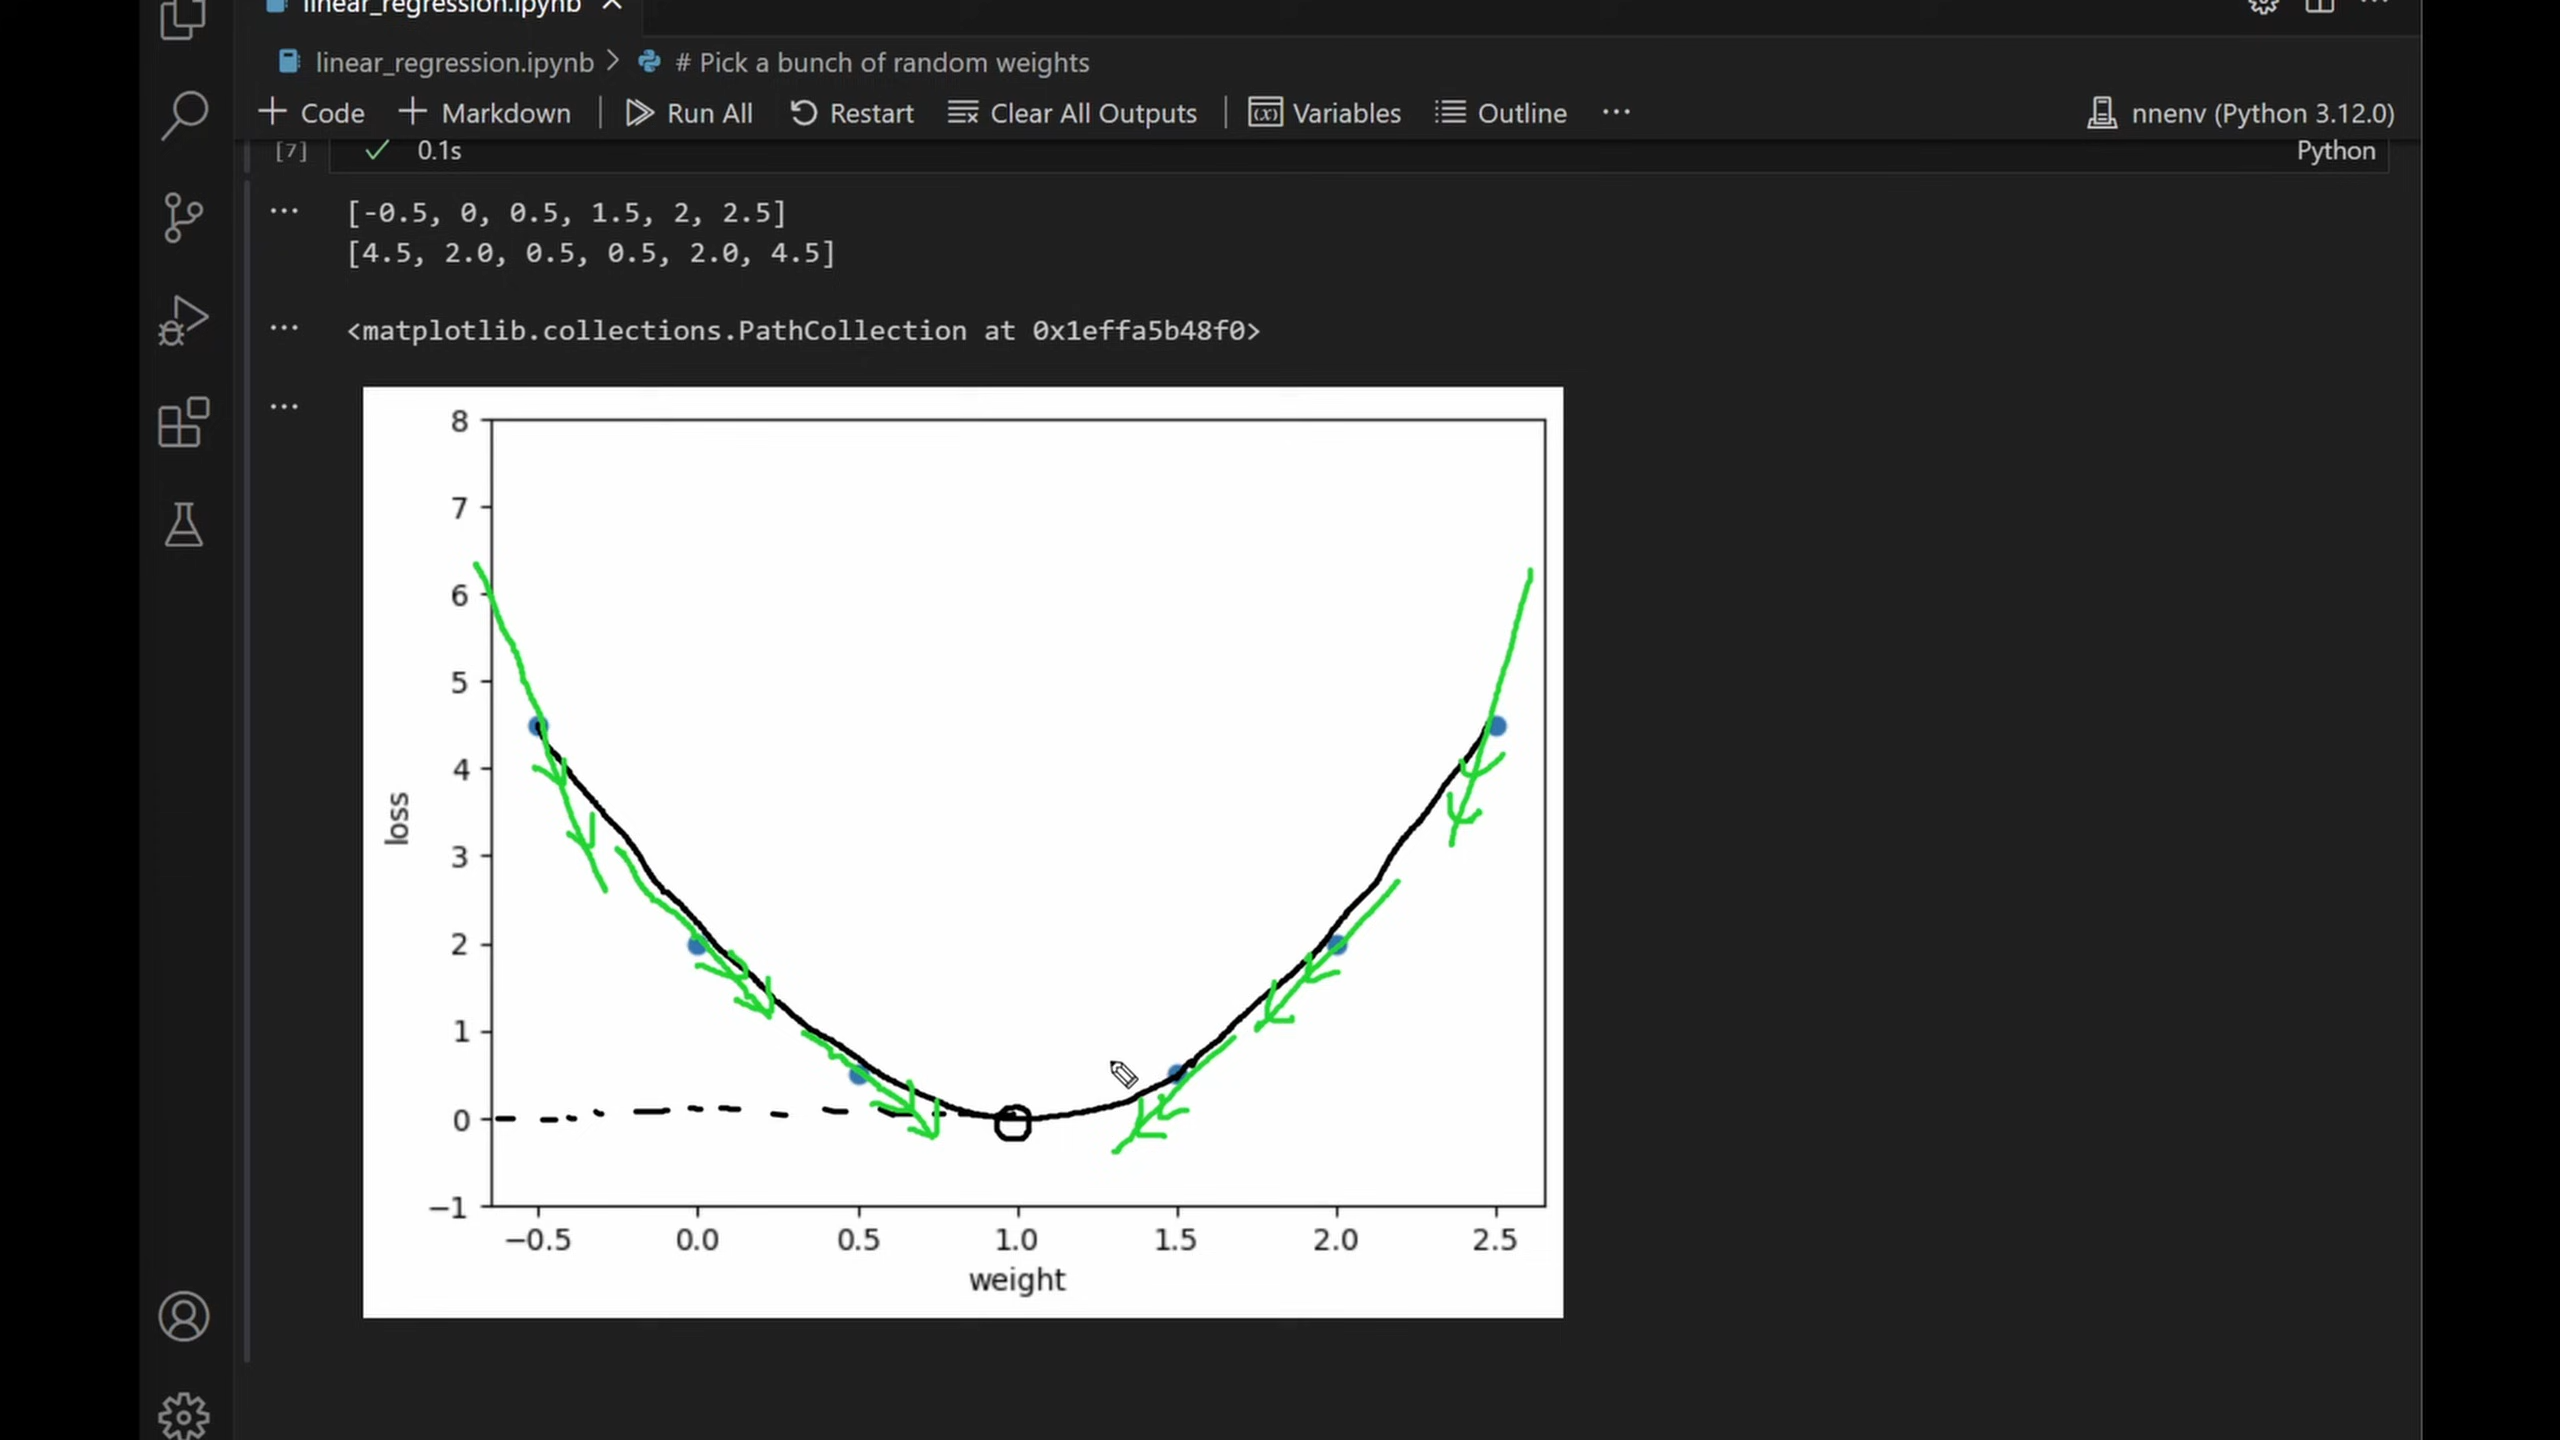 linear_regression.ipynb
linear_regression.ipynb > # Pick a bunch of random weights
+ Code + Markdown | Run All Restart Clear All Outputs | Variables Outline ... nnenv (Python 3.12.0)
[7] ✓ 0.1s Python
... [-0.5, 0, 0.5, 1.5, 2, 2.5]
[4.5, 2.0, 0.5, 0.5, 2.0, 4.5]
... <matplotlib.collections.PathCollection at 0x1effa5b48f0>
...
8
7
6
5
4
loss
3
2
1
0
−1
−0.5 0.0 0.5 1.0 1.5 2.0 2.5
weight